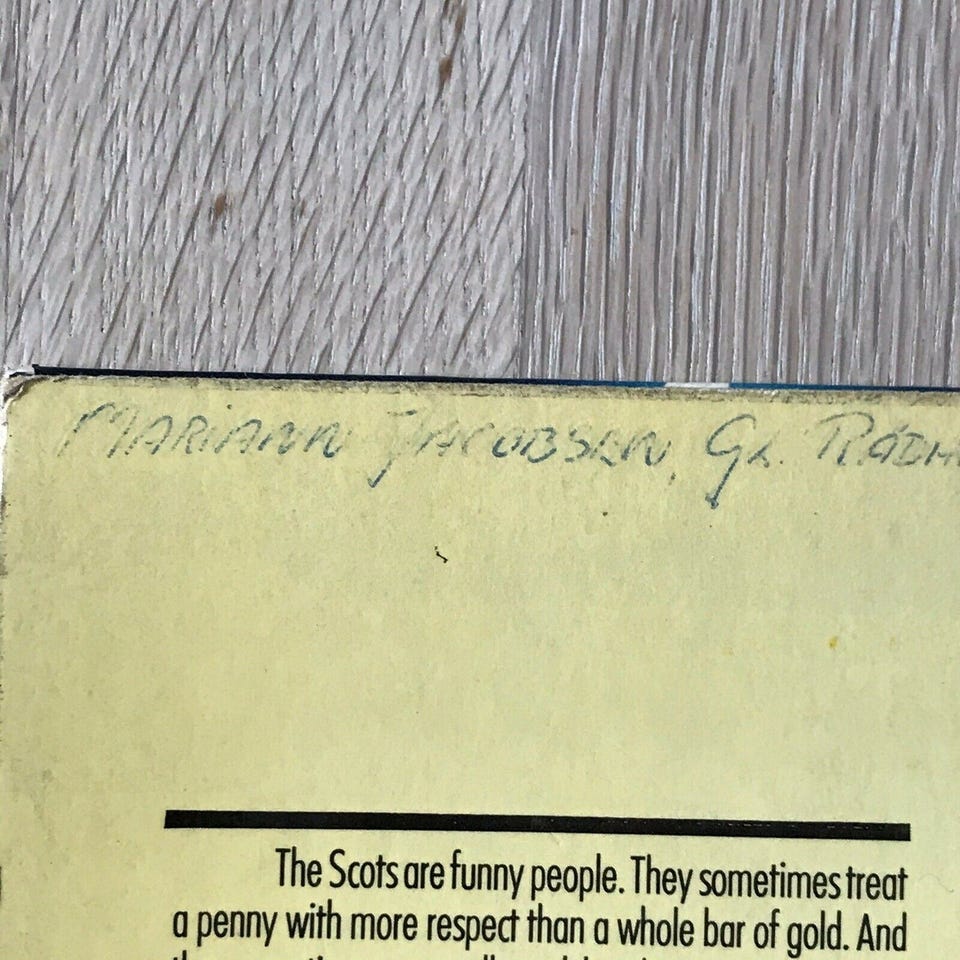 MARIANN JACOBSEN, GL. RÅDH
The Scots are funny people. They sometimes treat
a penny with more respect than a whole bar of gold. And